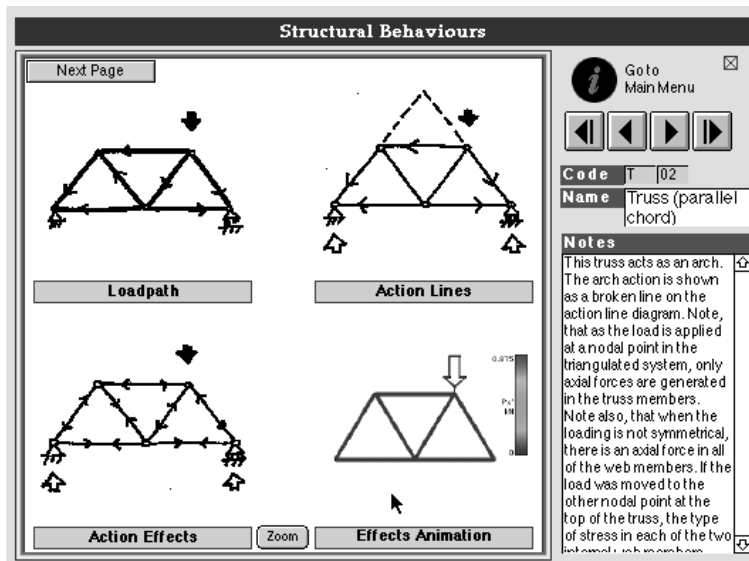 Structural Behaviours
Next Page
Loadpath
Action Lines
0.875
0
Action Effects
Zoom
Effects Animation
i
Go to
Main Menu
Code T 02
Name Truss (parallel
chord)
Notes
This truss acts as an arch.
The arch action is shown
as a broken line on the
action line diagram. Note,
that as the load is applied
at a nodal point in the
triangulated system, only
axial forces are generated
in the truss members.
Note also, that when the
loading is not symmetrical,
there is an axial force in all
of the web members. If the
load was moved to the
other nodal point at the
top of the truss, the type
of stress in each of the two
internal web members